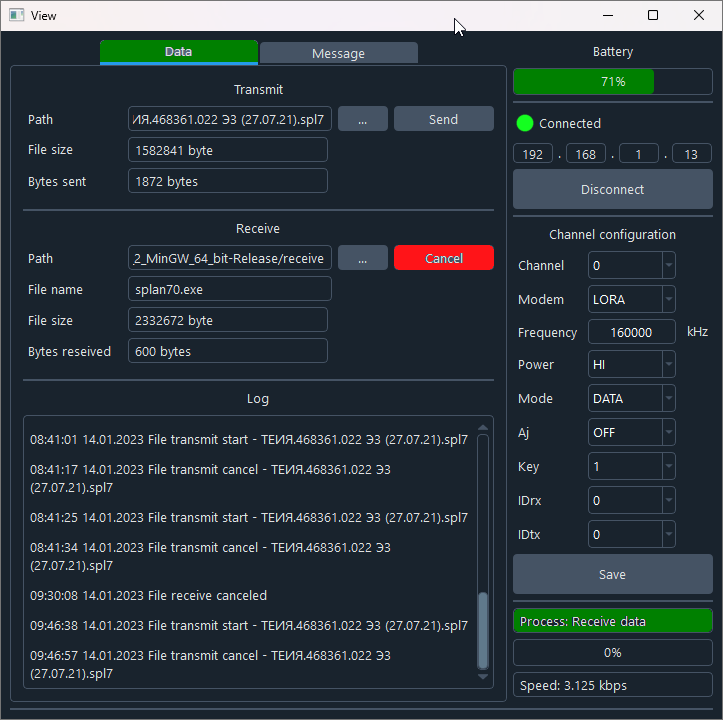 View
Data
Message
Transmit
Path
ИЯ.468361.022 ЭЗ (27.07.21).spl7
...
Send
File size
1582841 byte
Bytes sent
1872 bytes
Receive
Path
2_MinGW_64_bit-Release/receive
...
Cancel
File name
splan70.exe
File size
2332672 byte
Bytes reseived
600 bytes
Log
08:41:01 14.01.2023 File transmit start - ТЕИЯ.468361.022 ЭЗ (27.07.21).spl7
08:41:17 14.01.2023 File transmit cancel - ТЕИЯ.468361.022 ЭЗ
(27.07.21).spl7
08:41:25 14.01.2023 File transmit start - ТЕИЯ.468361.022 ЭЗ (27.07.21).spl7
08:41:34 14.01.2023 File transmit cancel - ТЕИЯ.468361.022 ЭЗ
(27.07.21).spl7
09:30:08 14.01.2023 File receive canceled
09:46:38 14.01.2023 File transmit start - ТЕИЯ.468361.022 ЭЗ (27.07.21).spl7
09:46:57 14.01.2023 File transmit cancel - ТЕИЯ.468361.022 ЭЗ
(27.07.21).spl7
Battery
71%
Connected
192 . 168 . 1 . 13
Disconnect
Channel configuration
Channel 0
Modem LORA
Frequency 160000 kHz
Power HI
Mode DATA
Aj OFF
Key 1
IDrx 0
IDtx 0
Save
Process: Receive data
0%
Speed: 3.125 kbps